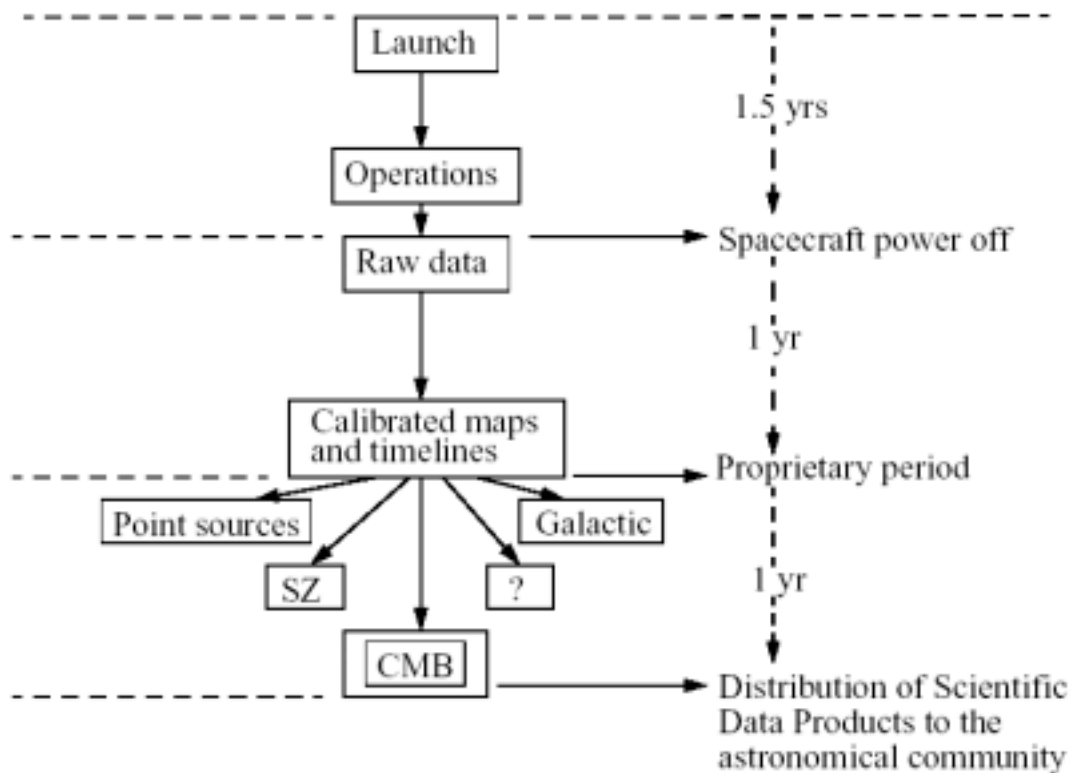 Launch
1.5 yrs
Operations
Raw data
Spacecraft power off
1 yr
Calibrated maps
and timelines
Proprietary period
Point sources
Galactic
SZ
?
1 yr
CMB
Distribution of Scientific
Data Products to the
astronomical community